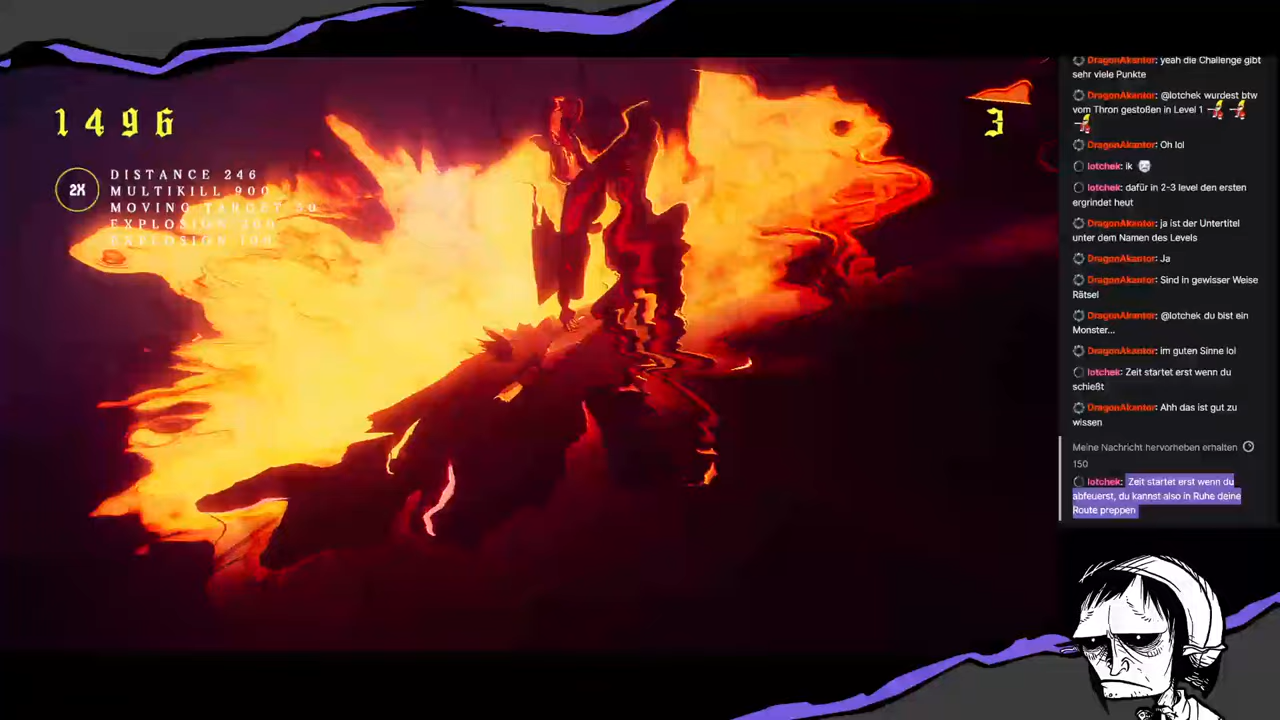 1496
2X
DISTANCE 246
MULTIKILL 900
MOVING TARGET 50
EXPLOSION
EXPLOSION 100
3
DragonAkantor: yeah die Challenge gibt
sehr viele Punkte
DragonAkantor: @lotchek wurdest btw
vom Thron gestoßen in Level 1
DragonAkantor: Oh lol
lotchek: ik
lotchek: dafür in 2-3 level den ersten
ergrindet heut
DragonAkantor: ja ist der Untertitel
unter dem Namen des Levels
DragonAkantor: Ja
DragonAkantor: Sind in gewisser Weise
Rätsel
DragonAkantor: @lotchek du bist ein
Monster...
DragonAkantor: im guten Sinne lol
lotchek: Zeit startet erst wenn du
schießt
DragonAkantor: Ahh das ist gut zu
wissen
Meine Nachricht hervorheben erhalten
150
lotchek: Zeit startet erst wenn du
abfeuerst, du kannst also in Ruhe deine
Route preppen